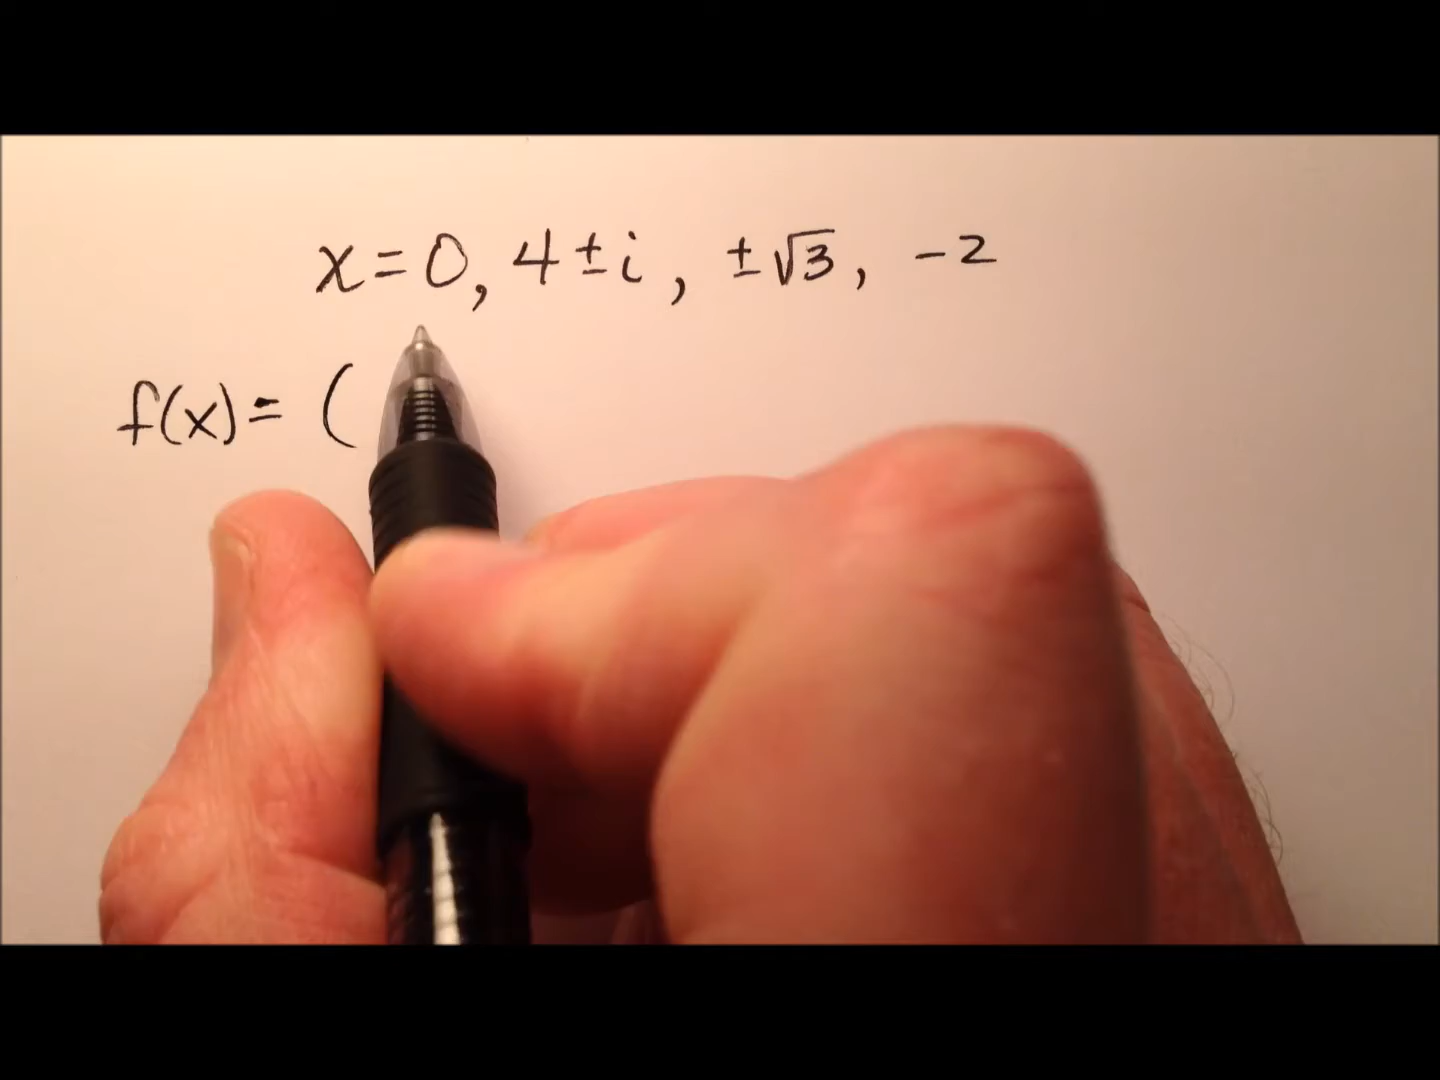 x = 0, 4 ± i, ± √3, -2
f(x) = (